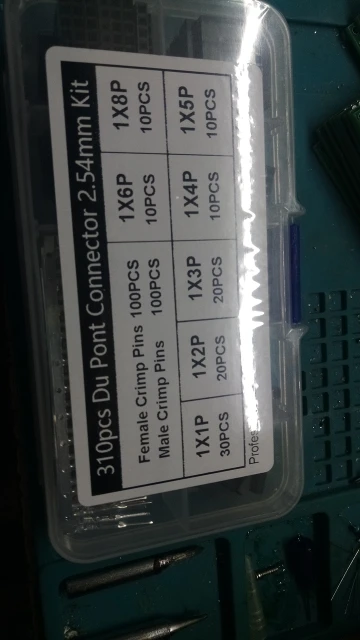 310pcs Du Pont Connector 2.54mm Kit
Female Crimp Pins 100PCS
Male Crimp Pins 100PCS
1X6P
10PCS
1X8P
10PCS
1X1P
30PCS
1X2P
20PCS
1X3P
20PCS
1X4P
10PCS
1X5P
10PCS